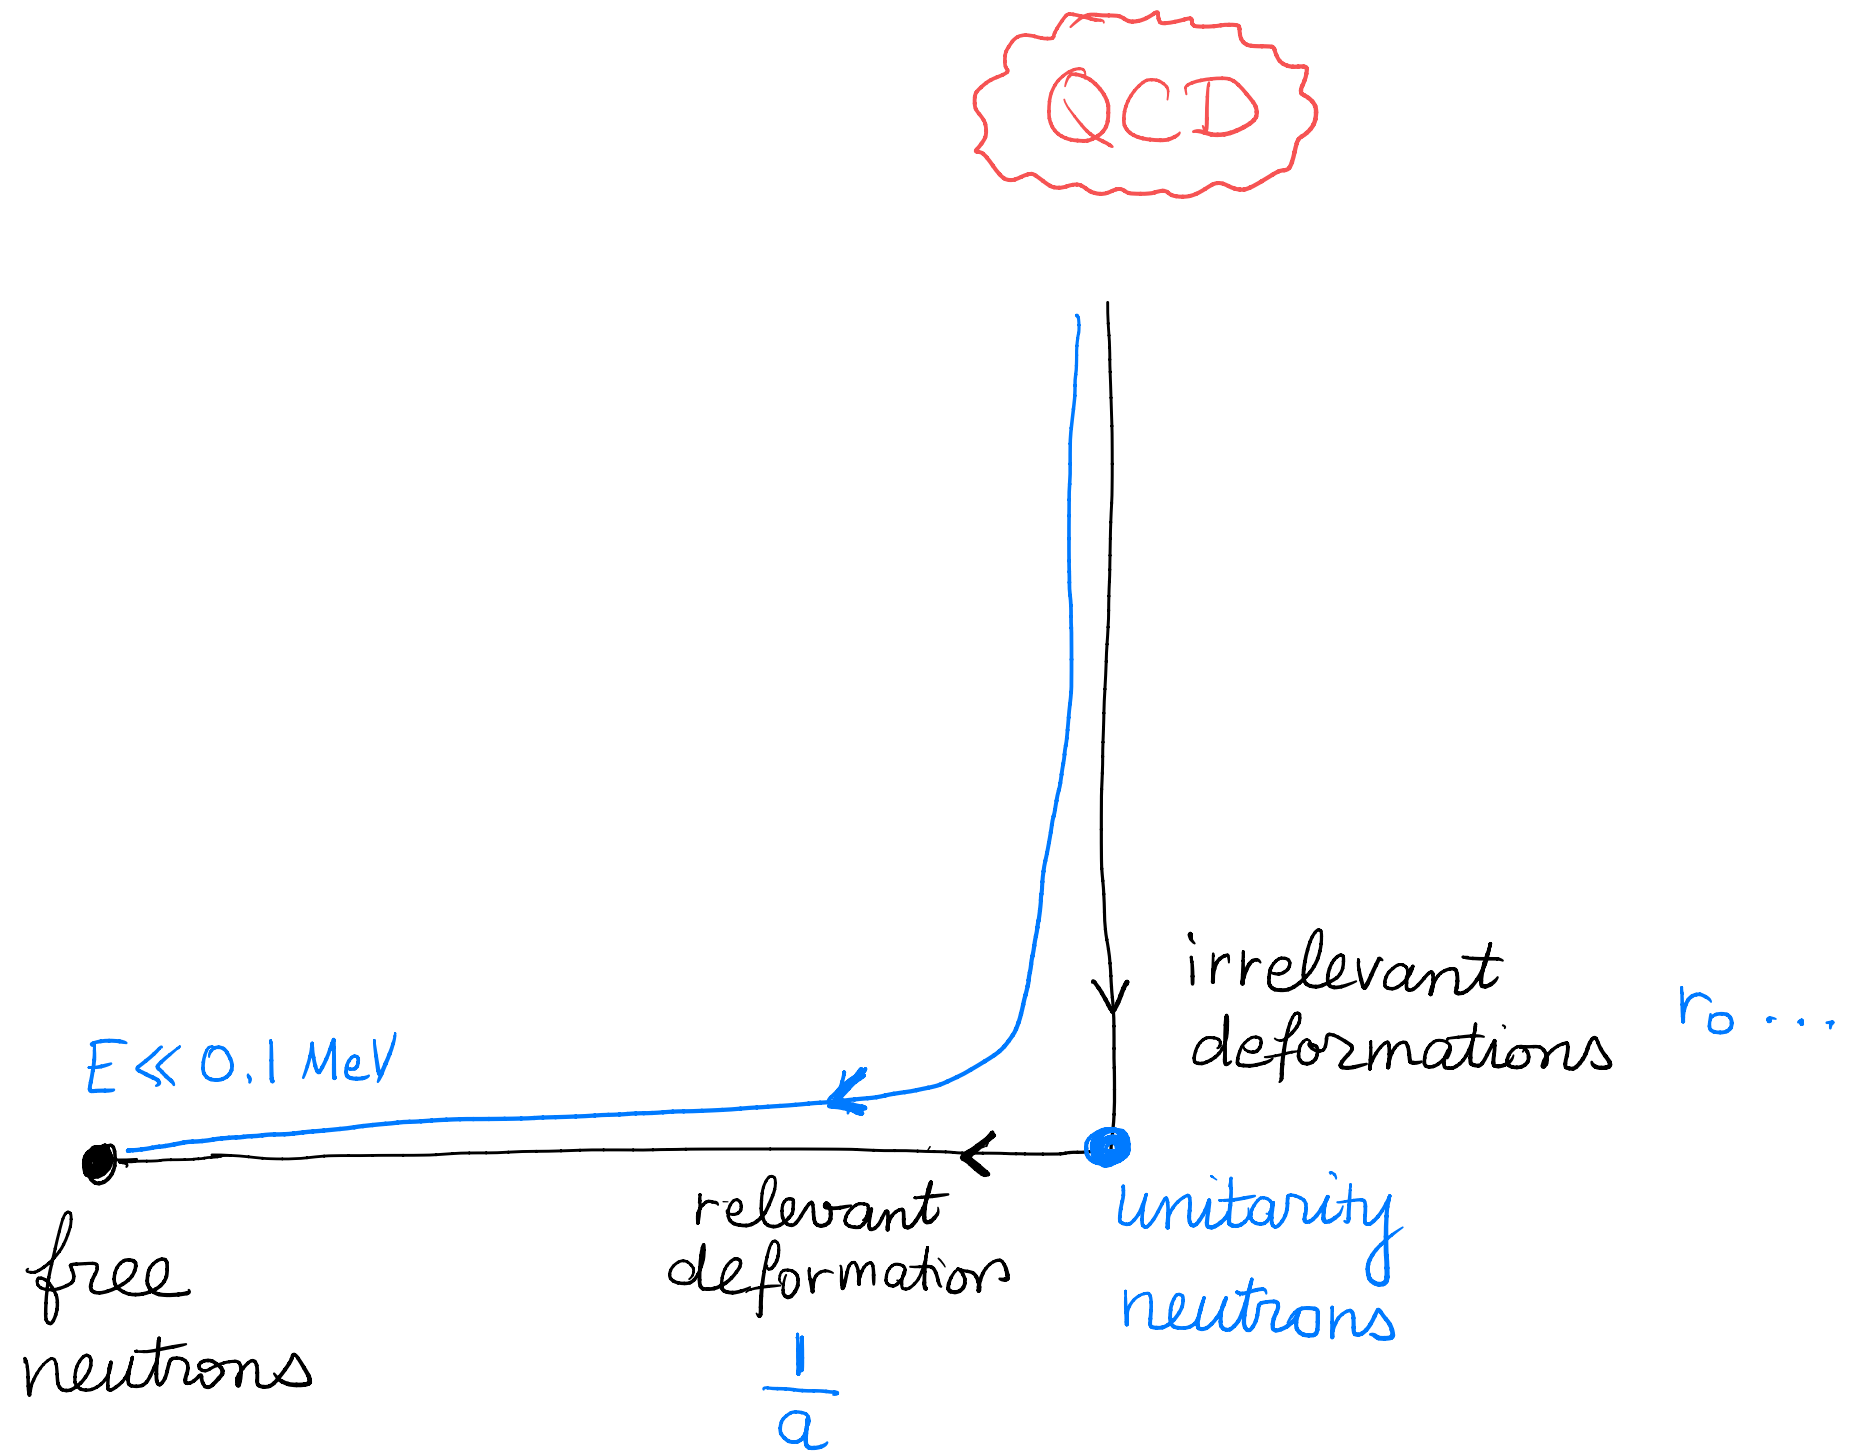 QCD
irrelevant
deformations
r₀ ...
E ≪ 0.1 MeV
relevant
deformation
1/a
unitarity
neutrons
free
neutrons